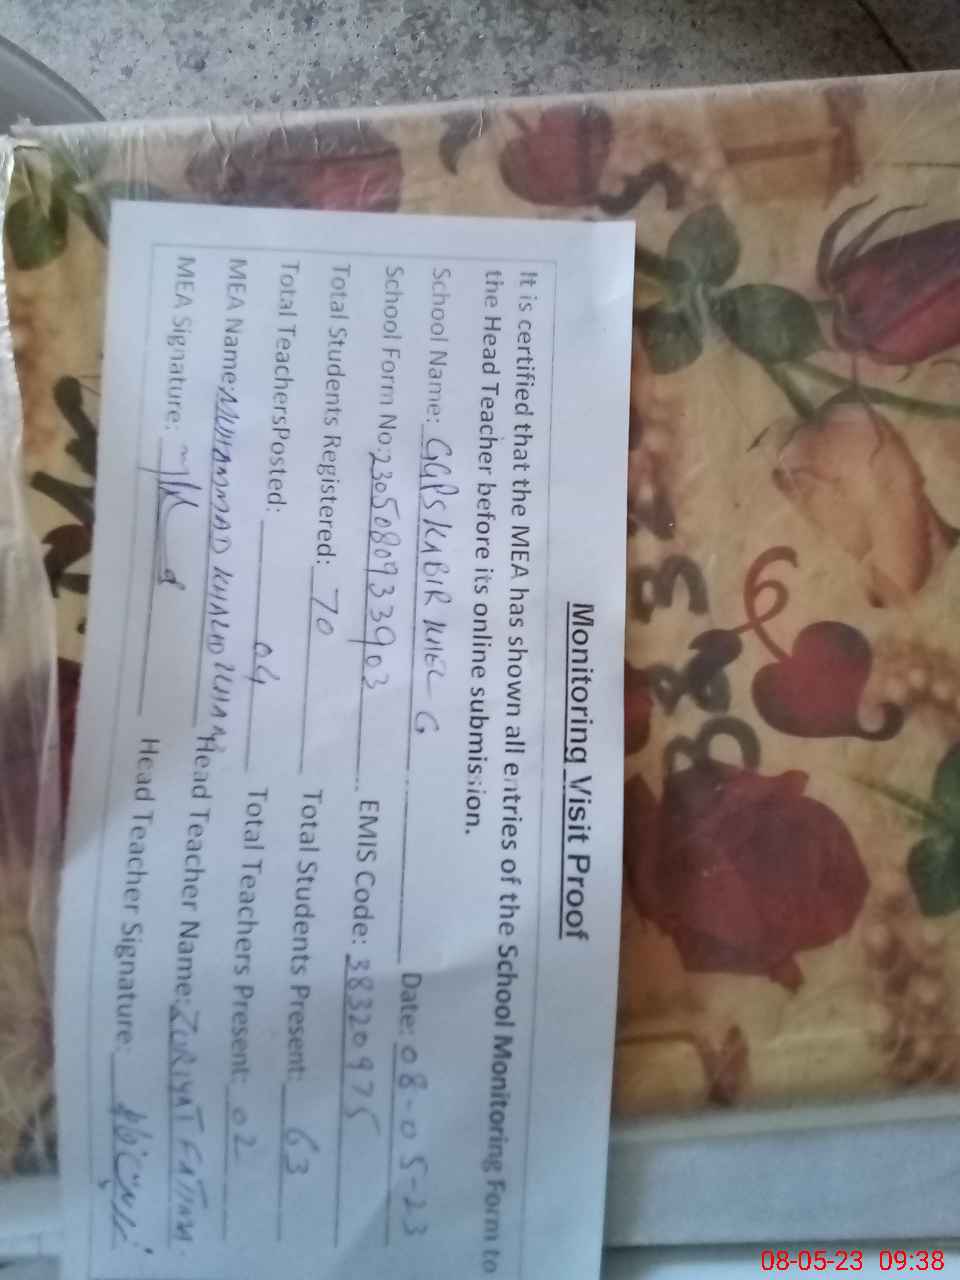 Monitoring Visit Proof
It is certified that the MEA has shown all entries of the School Monitoring Form to
the Head Teacher before its online submission.
School Name: GGPS KABIR KHEL G Date: 08-05-23
School Form No: 2305080933903 EMIS Code: 38320975
Total Students Registered: 70 Total Students Present: 63
Total TeachersPosted: 04 Total Teachers Present: 02
MEA Name: MUHAMMAD KHALID KHAN Head Teacher Name: ZURIYAT FATIMA
MEA Signature: Head Teacher Signature:
08-05-23 09:38